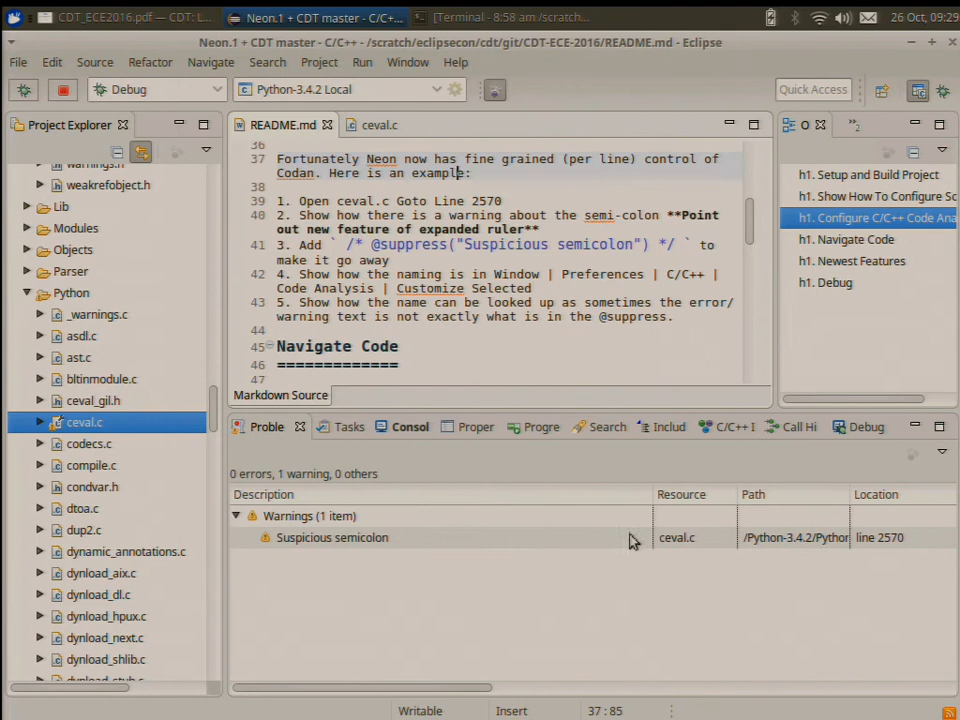 CDT_ECE2016.pdf — CDT: L...
Neon.1 + CDT master - C/C+...
[Terminal - 8:58 am /scratch...
26 Oct, 09:29
Neon.1 + CDT master - C/C++ - /scratch/eclipsecon/cdt/git/CDT-ECE-2016/README.md - Eclipse
File Edit Source Refactor Navigate Search Project Run Window Help
Debug
Python-3.4.2 Local
Quick Access
Project Explorer
weakrefobject.h
Lib
Modules
Objects
Parser
Python
_warnings.c
asdl.c
ast.c
bltinmodule.c
ceval_gil.h
ceval.c
codecs.c
compile.c
condvar.h
dtoa.c
dup2.c
dynamic_annotations.c
dynload_aix.c
dynload_dl.c
dynload_hpux.c
dynload_next.c
dynload_shlib.c
README.md
ceval.c
36
37 Fortunately Neon now has fine grained (per line) control of
Codan. Here is an example:
38
39 1. Open ceval.c Goto Line 2570
40 2. Show how there is a warning about the semi-colon **Point
out new feature of expanded ruler**
41 3. Add ` /* @suppress("Suspicious semicolon") */ ` to
make it go away
42 4. Show how the naming is in Window | Preferences | C/C++ |
Code Analysis | Customize Selected
43 5. Show how the name can be looked up as sometimes the error/
warning text is not exactly what is in the @suppress.
44
45 Navigate Code
46 =============
47
Markdown Source
O
2
h1. Setup and Build Project
h1. Show How To Configure Sc
h1. Configure C/C++ Code Ana
h1. Navigate Code
h1. Newest Features
h1. Debug
Proble
Tasks
Consol
Proper
Progre
Search
Includ
C/C++ I
Call Hi
Debug
0 errors, 1 warning, 0 others
Description Resource Path Location
Warnings (1 item)
Suspicious semicolon ceval.c /Python-3.4.2/Python line 2570
Writable Insert 37 : 85